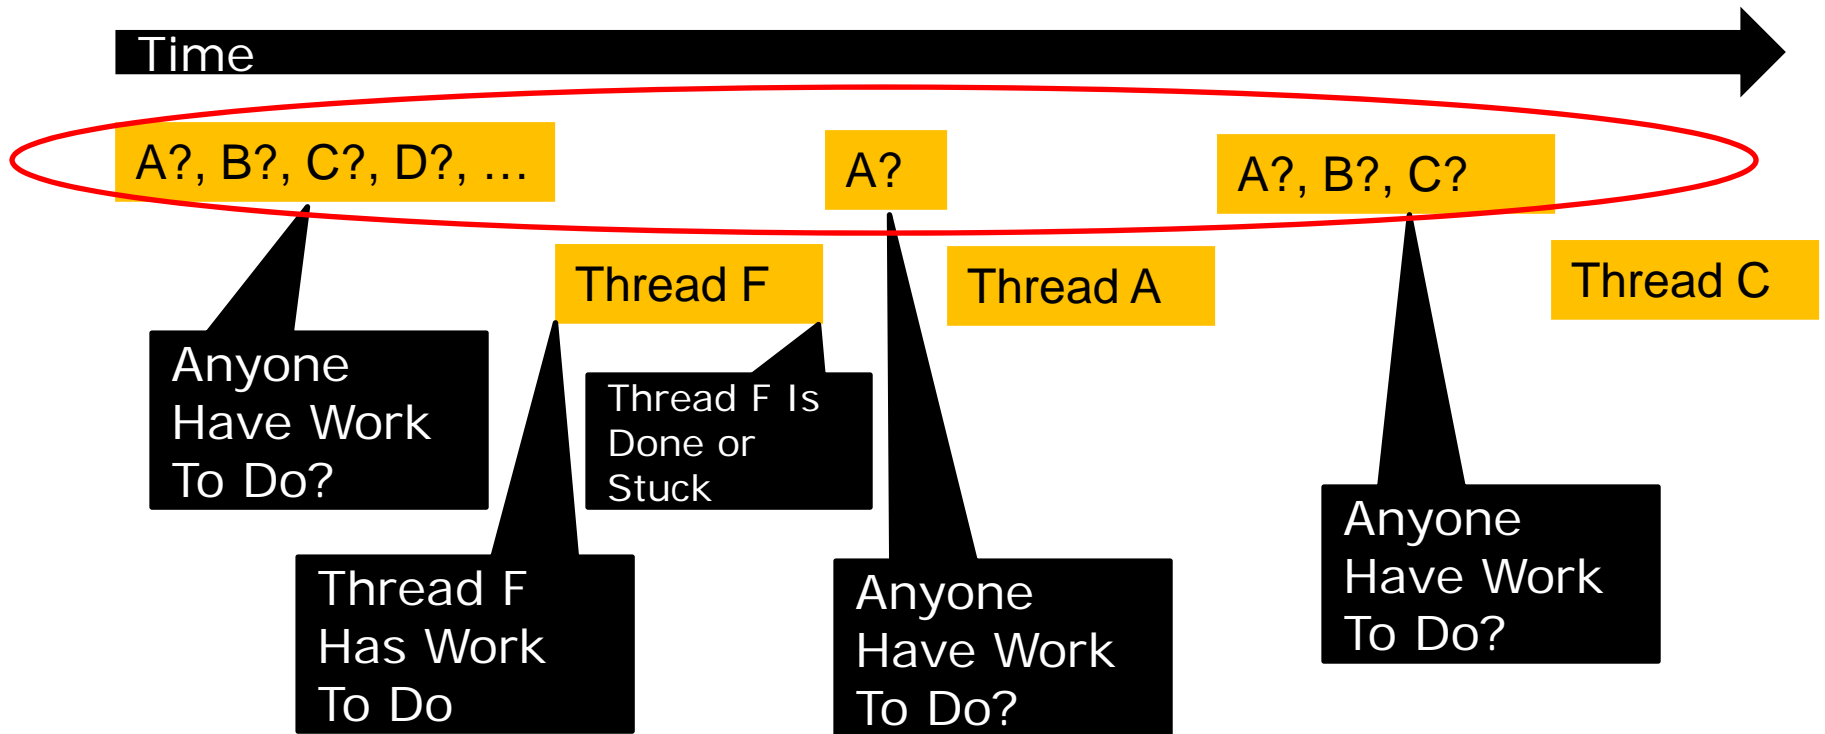 Time
A?, B?, C?, D?, …
A?
A?, B?, C?
Thread F
Thread A
Thread C
Anyone
Have Work
To Do?
Thread F Is
Done or
Stuck
Thread F
Has Work
To Do
Anyone
Have Work
To Do?
Anyone
Have Work
To Do?